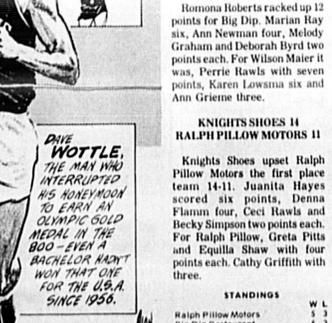 DAVE
WOTTLE,
THE MAN WHO
INTERRUPTED
HIS HONEYMOON
TO EARN AN
OLYMPIC GOLD
MEDAL IN THE
800 - EVEN A
BACHELOR HADN'T
WON THAT ONE
FOR THE U.S.A.
SINCE 1956.
Romona Roberts racked up 12
points for Big Dip. Marian Ray
six, Ann Newman four, Melody
Graham and Deborah Byrd two
points each. For Wilson Maier it
was, Perrie Rawls with seven
points, Karen Lowsma six and
Ann Grieme three.
KNIGHTS SHOES 14
RALPH PILLOW MOTORS 11
Knights Shoes upset Ralph
Pillow Motors the first place
team 14-11. Juanita Hayes
scored six points, Denna
Flamm four, Ceci Rawls and
Becky Simpson two points each.
For Ralph Pillow, Greta Pitts
and Equilla Shaw with four
points each. Cathy Griffith with
three.
STANDINGS
W L
Ralph Pillow Motors 5 3